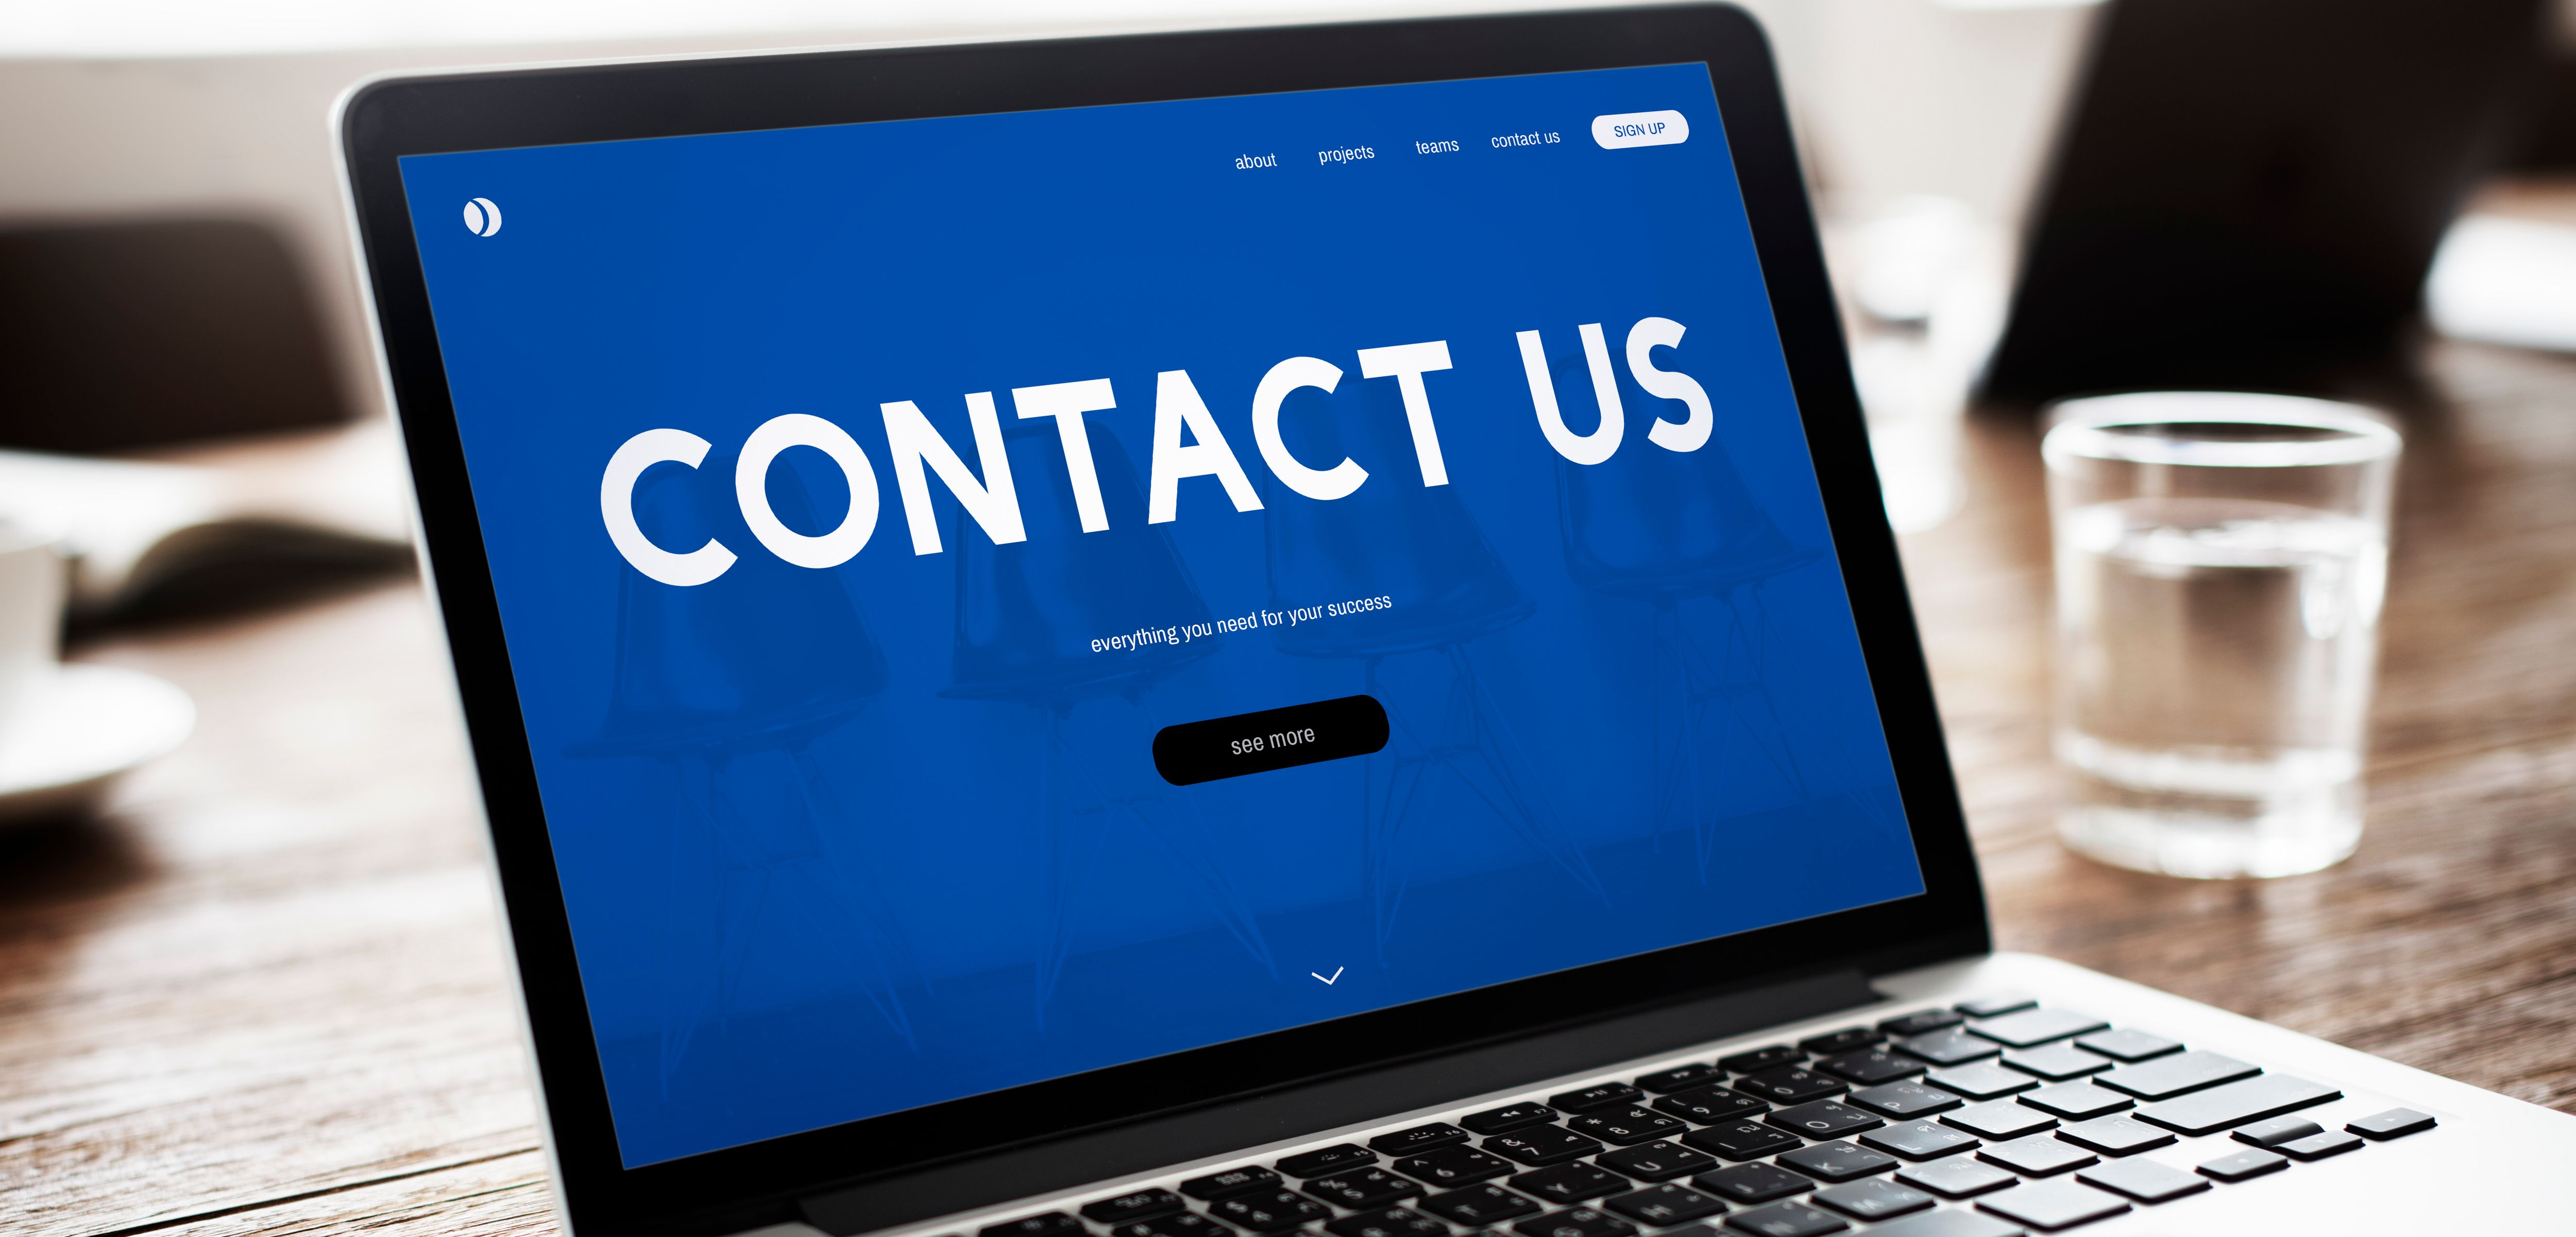 about projects teams contact us SIGN UP
CONTACT US
everything you need for your success
see more